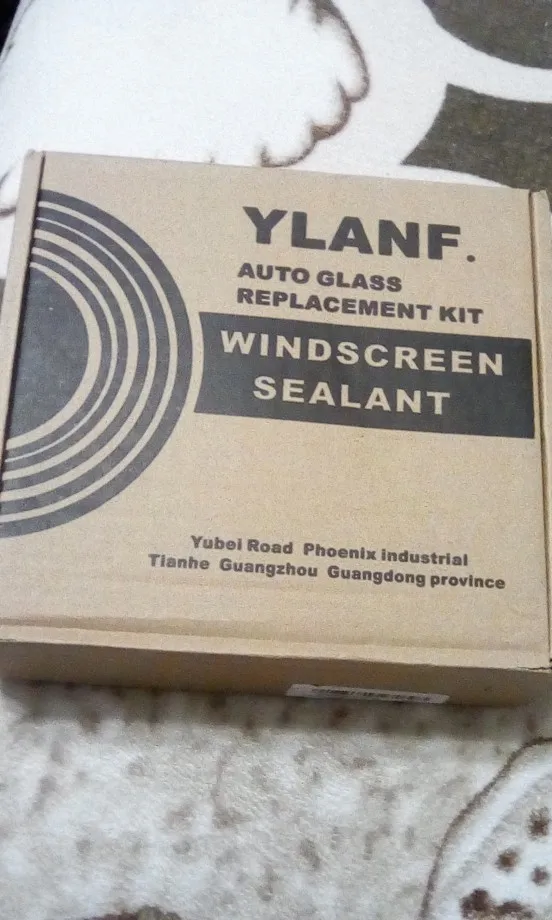 YLANF.
AUTO GLASS
REPLACEMENT KIT
WINDSCREEN
SEALANT
Yubei Road Phoenix industrial
Tianhe Guangzhou Guangdong province